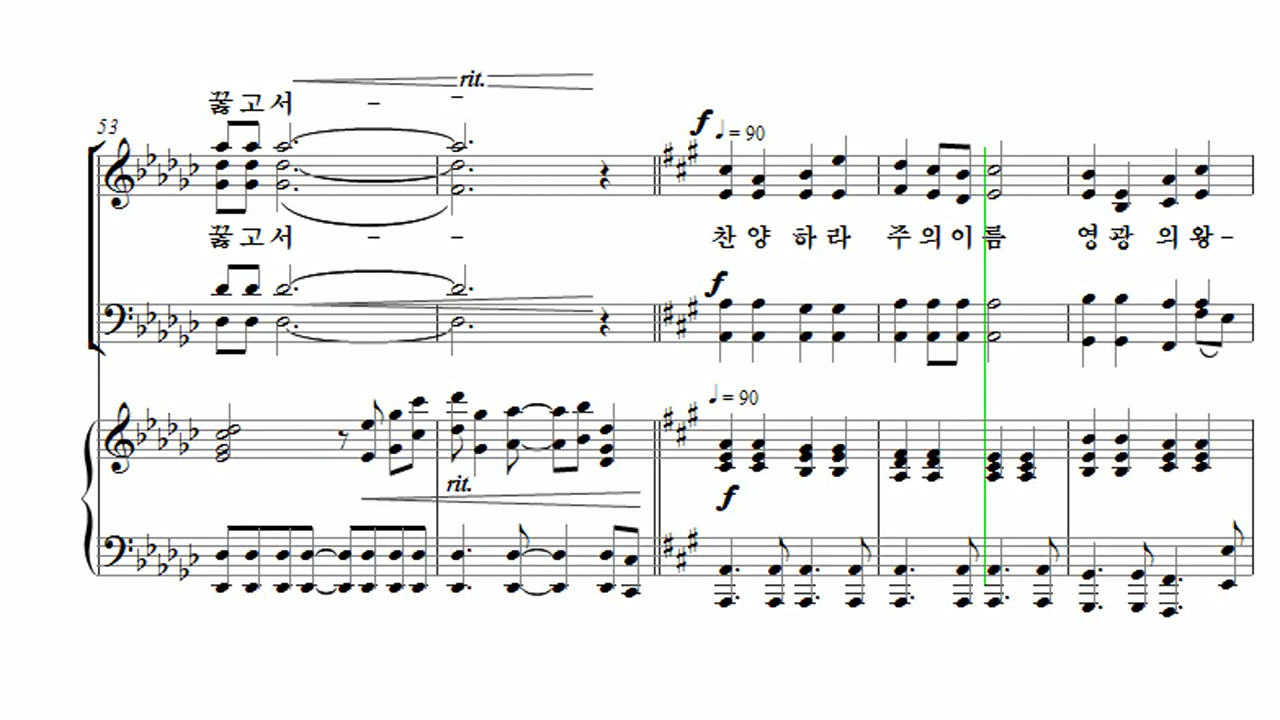 rit.
꿇고서 - -
53
f ♩= 90
꿇고서 - -
찬양하라 주의이름 영광의왕-
f
♩= 90
rit.
f